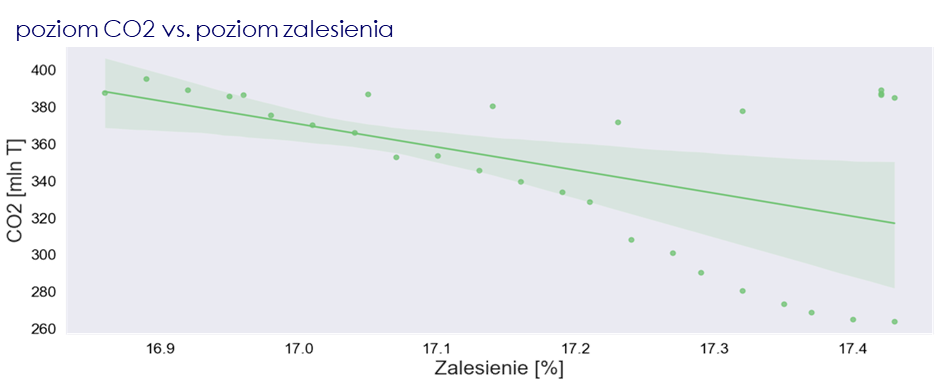 poziom CO2 vs. poziom zalesienia
400
380
360
340
320
300
280
260
CO2 [mln T]
16.9 17.0 17.1 17.2 17.3 17.4
Zalesienie [%]